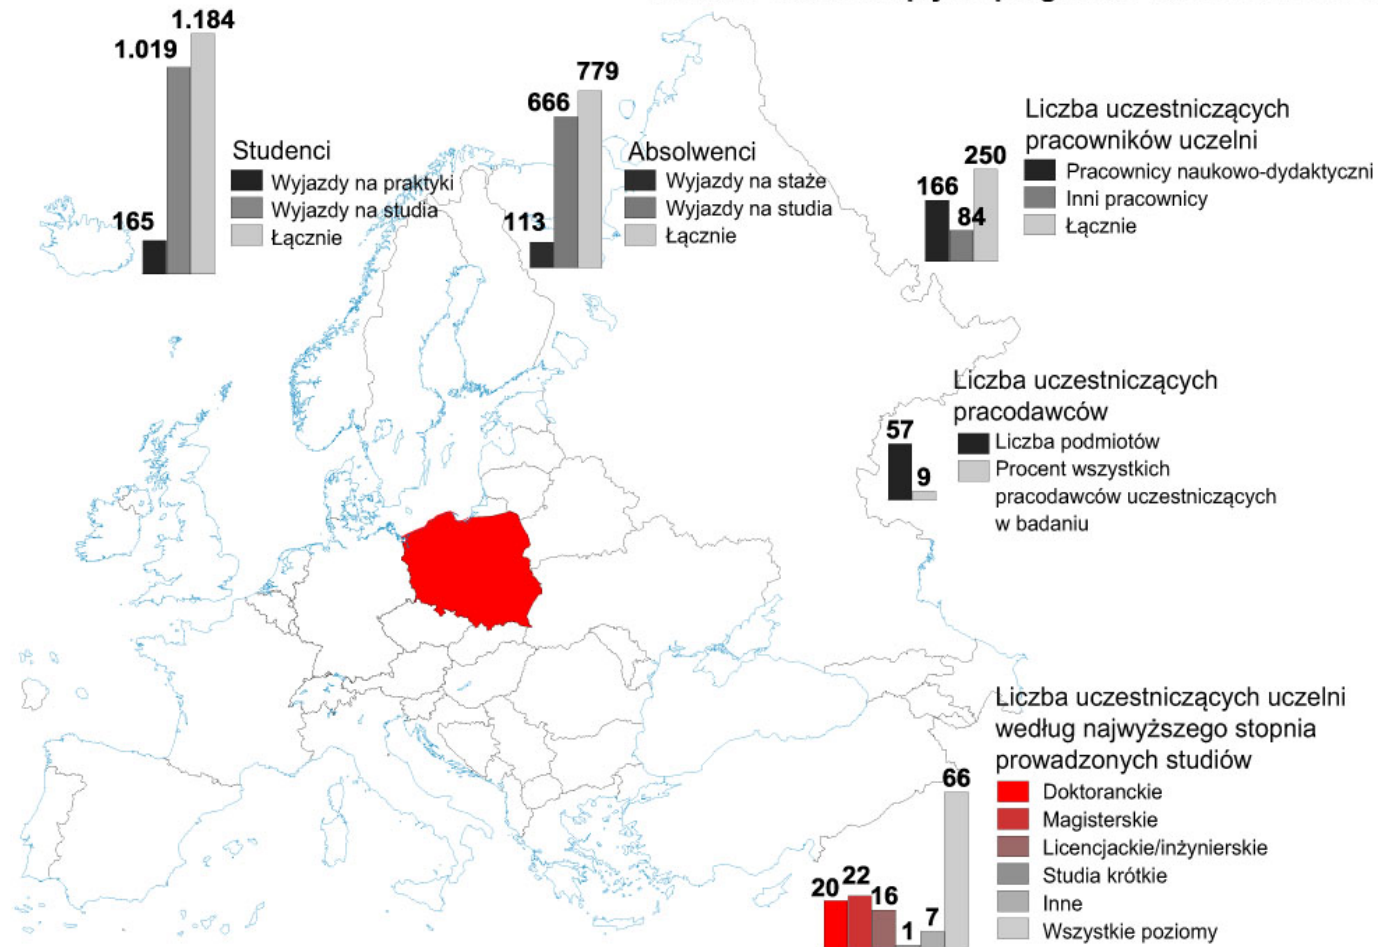 1.184
1.019
165
Studenci
Wyjazdy na praktyki
Wyjazdy na studia
Łącznie
779
666
113
Absolwenci
Wyjazdy na staże
Wyjazdy na studia
Łącznie
Liczba uczestniczących
pracowników uczelni
Pracownicy naukowo-dydaktyczni
Inni pracownicy
Łącznie
250
166
84
Liczba uczestniczących
pracodawców
Liczba podmiotów
Procent wszystkich
pracodawców uczestniczących
w badaniu
57
9
Liczba uczestniczących uczelni
według najwyższego stopnia
prowadzonych studiów
Doktoranckie
Magisterskie
Licencjackie/inżynierskie
Studia krótkie
Inne
Wszystkie poziomy
66
20
22
16
1
7